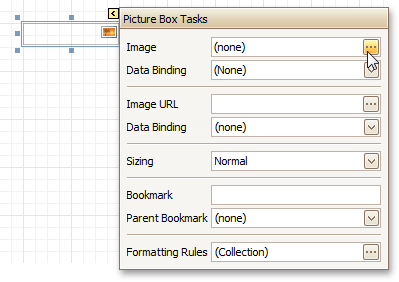 Picture Box Tasks
Image (none)
Data Binding (None)
Image URL
Data Binding (none)
Sizing Normal
Bookmark
Parent Bookmark (none)
Formatting Rules (Collection)